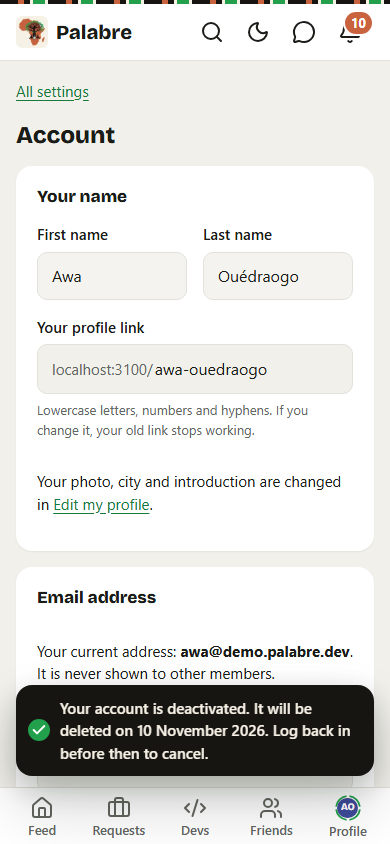 Palabre
10
All settings
Account
Your name
First name Last name
Awa Ouédraogo
Your profile link
localhost:3100/awa-ouedraogo
Lowercase letters, numbers and hyphens. If you
change it, your old link stops working.
Your photo, city and introduction are changed
in Edit my profile.
Email address
Your current address: awa@demo.palabre.dev.
It is never shown to other members.
Your account is deactivated. It will be
deleted on 10 November 2026. Log back in
before then to cancel.
AO
Feed Requests Devs Friends Profile